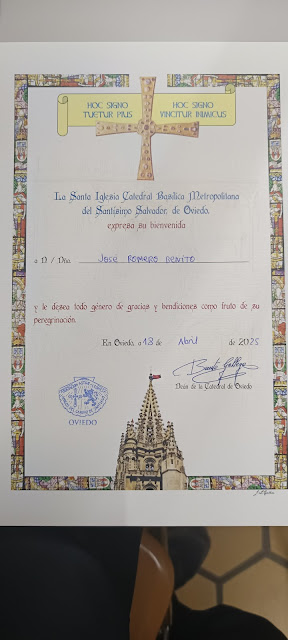 HOC SIGNO
TUETUR PIUS
HOC SIGNO
VINCITUR INIMICUS
La Santa Iglesia Catedral Basílica Metropolitana
del Santísimo Salvador de Oviedo,
expresa su bienvenida
a D / Dña. JOSÉ ROMERO BENITO
y le desea todo género de gracias y bendiciones como fruto de su
peregrinación.
En Oviedo, a 13 de Abril de 2025
Deán de la Catedral de Oviedo
OVIEDO